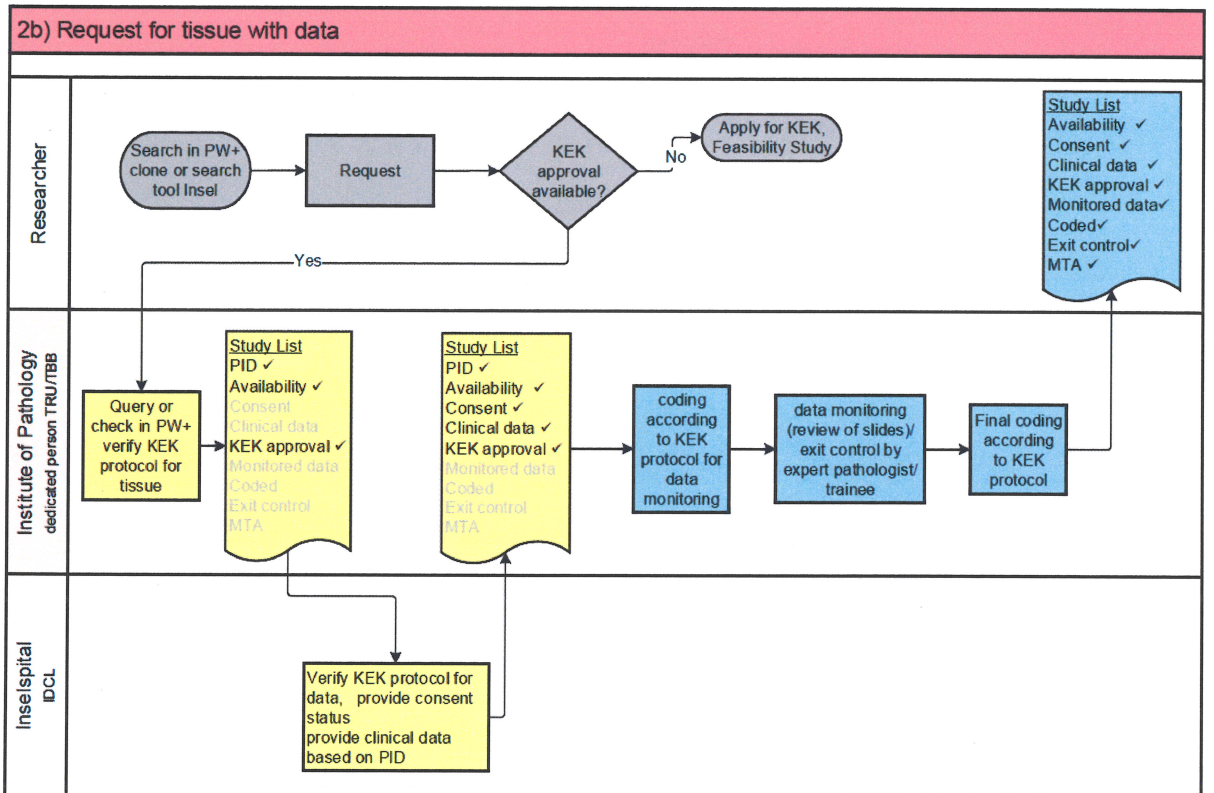 2b) Request for tissue with data
Researcher
Search in PW+
clone or search
tool Insel
Request
KEK
approval
available?
No
Apply for KEK,
Feasibility Study
Yes
Study List
Availability ✓
Consent ✓
Clinical data ✓
KEK approval ✓
Monitored data✓
Coded✓
Exit control✓
MTA ✓
Institute of Pathology
dedicated person TRU/TBB
Query or
check in PW+
verify KEK
protocol for
tissue
Study List
PID ✓
Availability ✓
Consent
Clinical data
KEK approval ✓
Monitored data
Coded
Exit control
MTA
Study List
PID ✓
Availability ✓
Consent ✓
Clinical data ✓
KEK approval ✓
Monitored data
Coded
Exit control
MTA
coding
according
to KEK
protocol for
data
monitoring
data monitoring
(review of slides)/
exit control by
expert pathologist/
trainee
Final coding
according
to KEK
protocol
Inselspital
IDCL
Verify KEK protocol for
data, provide consent
status
provide clinical data
based on PID